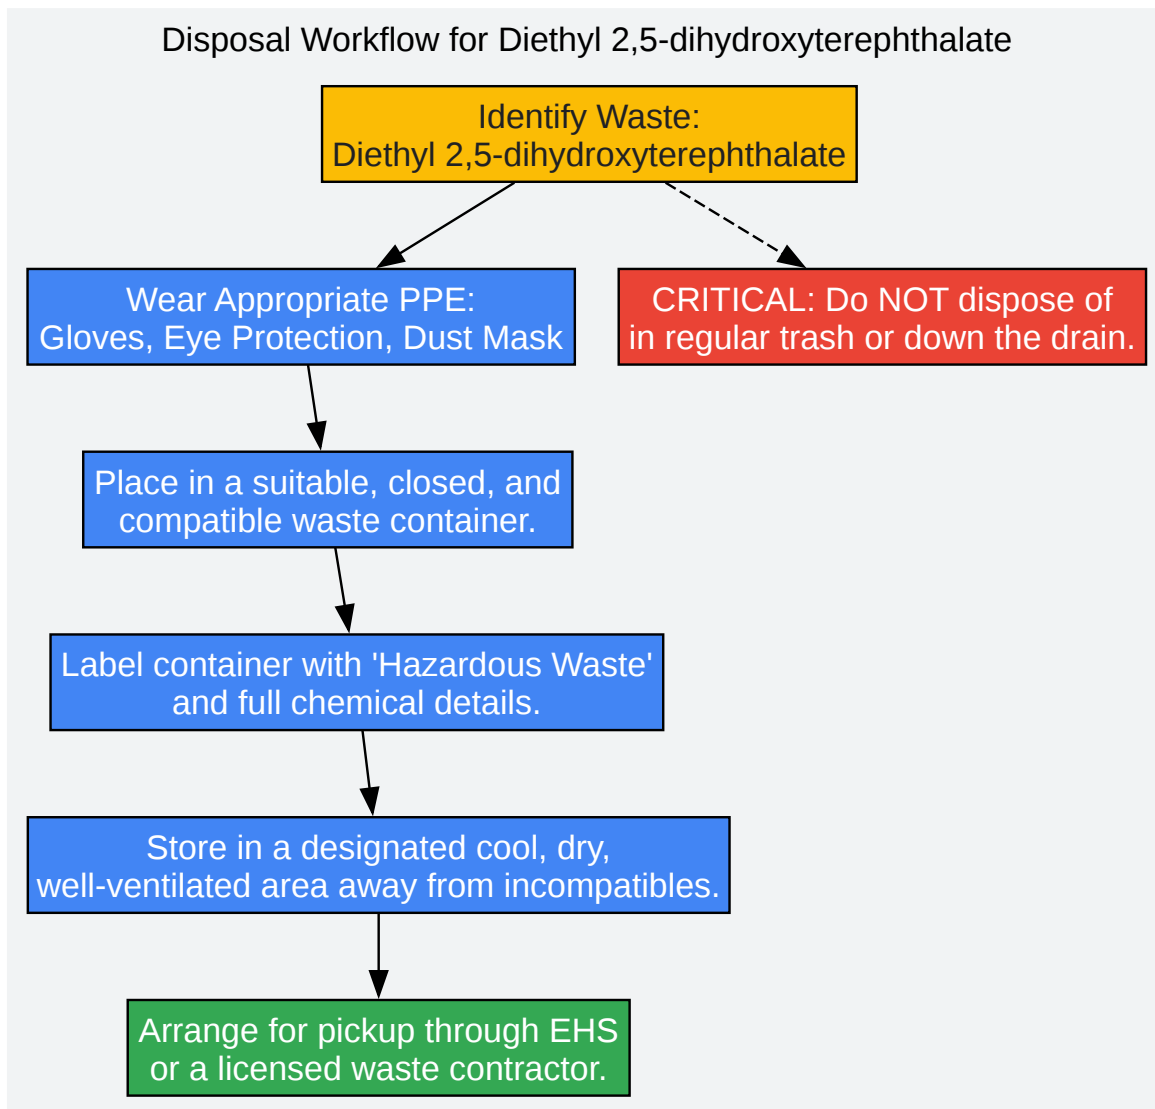 Disposal Workflow for Diethyl 2,5-dihydroxyterephthalate
Identify Waste:
Diethyl 2,5-dihydroxyterephthalate
Wear Appropriate PPE:
Gloves, Eye Protection, Dust Mask
CRITICAL: Do NOT dispose of
in regular trash or down the drain.
Place in a suitable, closed, and
compatible waste container.
Label container with 'Hazardous Waste'
and full chemical details.
Store in a designated cool, dry,
well-ventilated area away from incompatibles.
Arrange for pickup through EHS
or a licensed waste contractor.